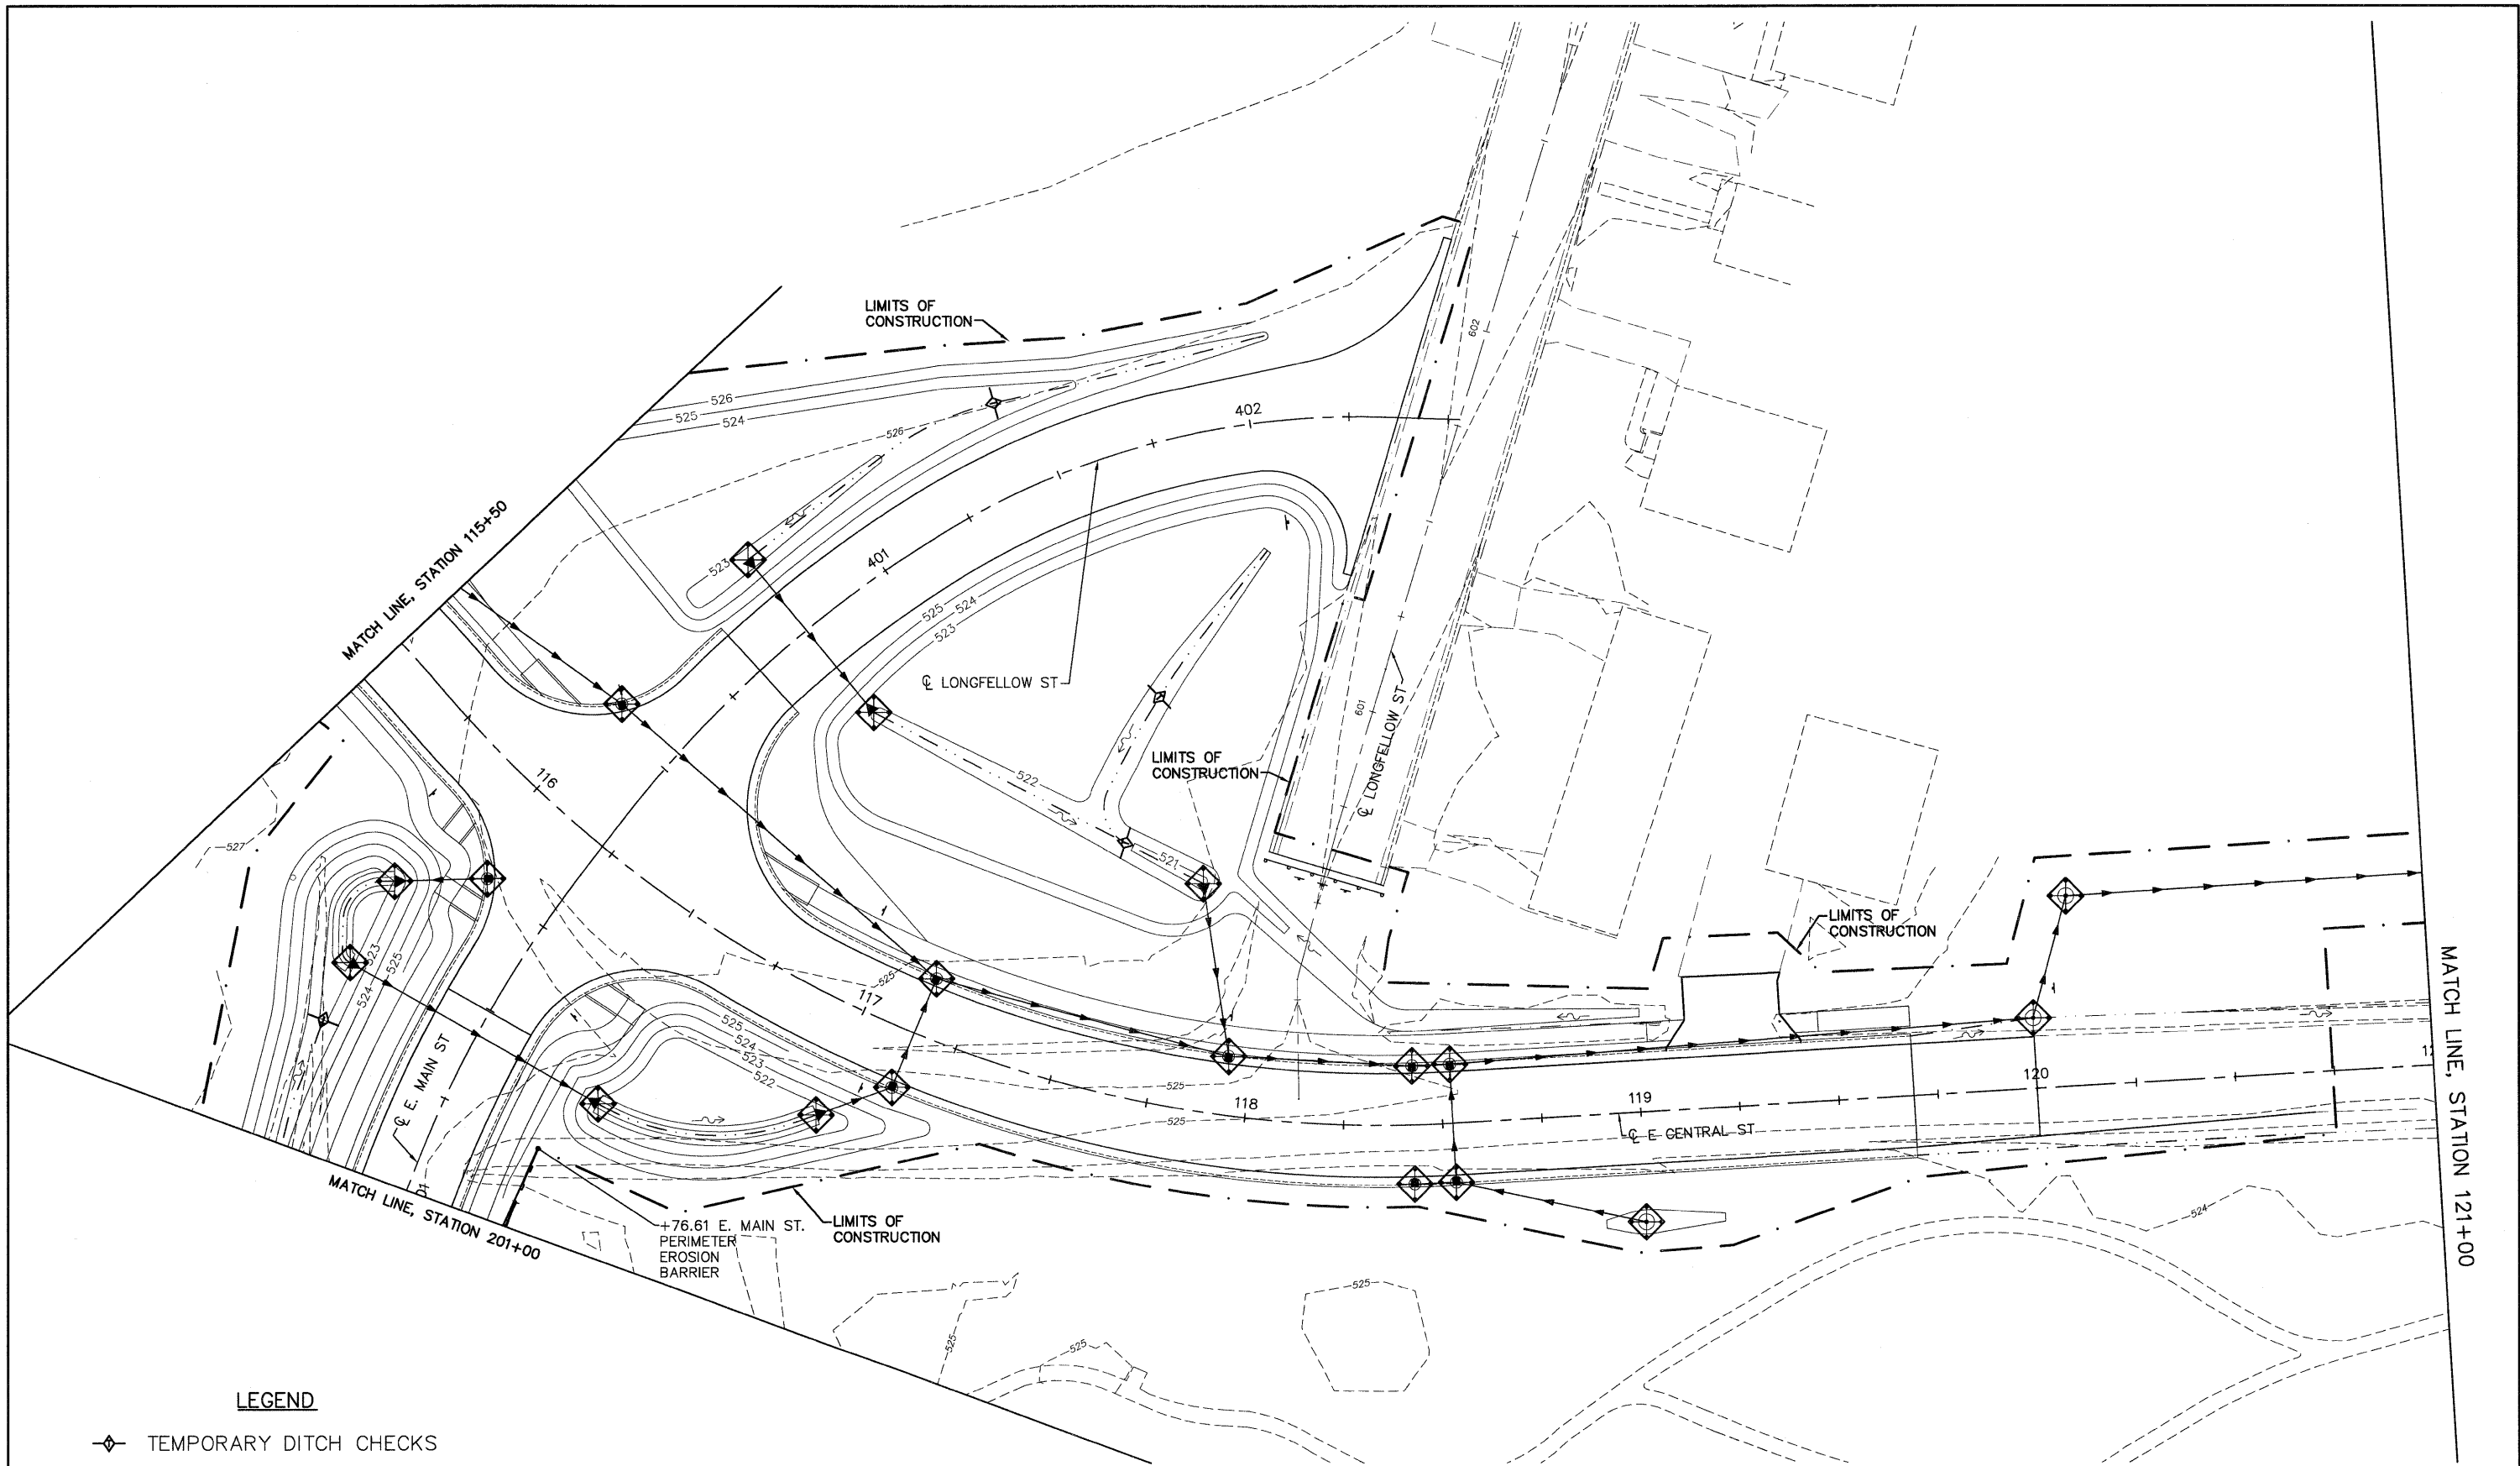 LIMITS OF
CONSTRUCTION
526
525
524
526
402
602
MATCH LINE, STATION 115+50
523
401
525
524
523
℄ LONGFELLOW ST
601
℄ LONGFELLOW ST
LIMITS OF
CONSTRUCTION
116
522
521
527
523
525
524
LIMITS OF
CONSTRUCTION
525
117
℄ E. MAIN ST
525
524
523
522
525
118
525
119
120
℄ E CENTRAL ST
MATCH LINE, STATION 121+00
MATCH LINE, STATION 201+00
+76.61 E. MAIN ST.
PERIMETER
EROSION
BARRIER
LIMITS OF
CONSTRUCTION
524
525
525
525
LEGEND
TEMPORARY DITCH CHECKS